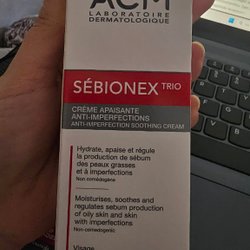 ACM
LABORATOIRE
DERMATOLOGIQUE
SÉBIONEX TRIO
CRÈME APAISANTE
ANTI-IMPERFECTIONS
ANTI-IMPERFECTION SOOTHING CREAM
Hydrate, apaise et régule
la production de sébum
des peaux grasses
et à imperfections
Non comédogène
Moisturises, soothes and
regulates sebum production
of oily skin and skin
with imperfections
Non-comedogenic
Visage